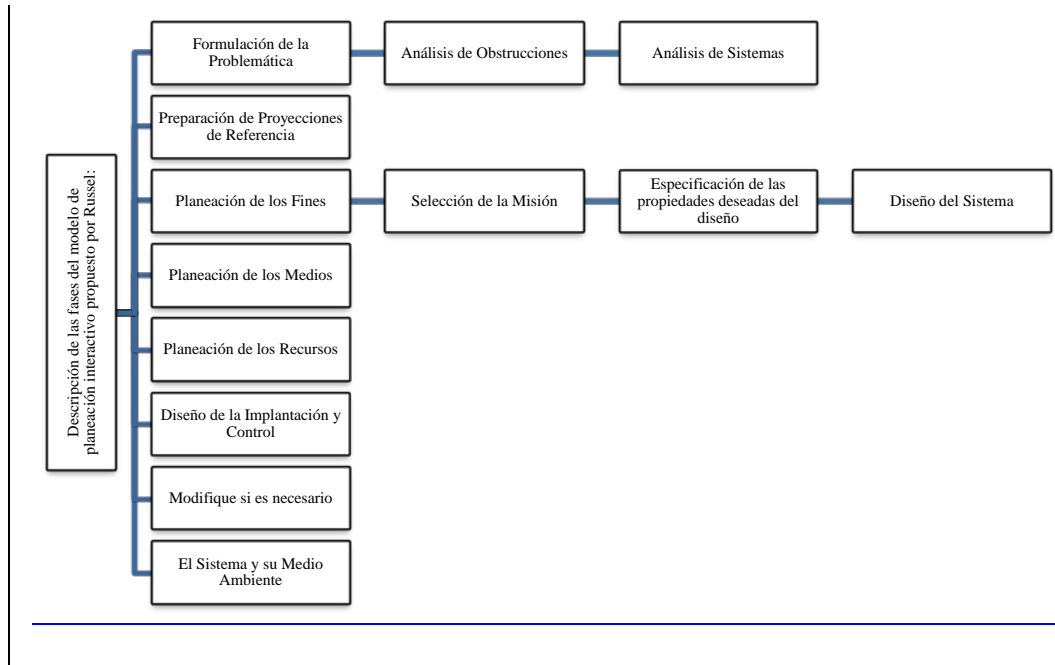 Descripción de las fases del modelo de
planeación interactivo propuesto por Russel:
Formulación de la
Problemática
Análisis de Obstrucciones
Análisis de Sistemas
Preparación de Proyecciones
de Referencia
Planeación de los Fines
Selección de la Misión
Especificación de las
propiedades deseadas del
diseño
Diseño del Sistema
Planeación de los Medios
Planeación de los Recursos
Diseño de la Implantación y
Control
Modifique si es necesario
El Sistema y su Medio
Ambiente